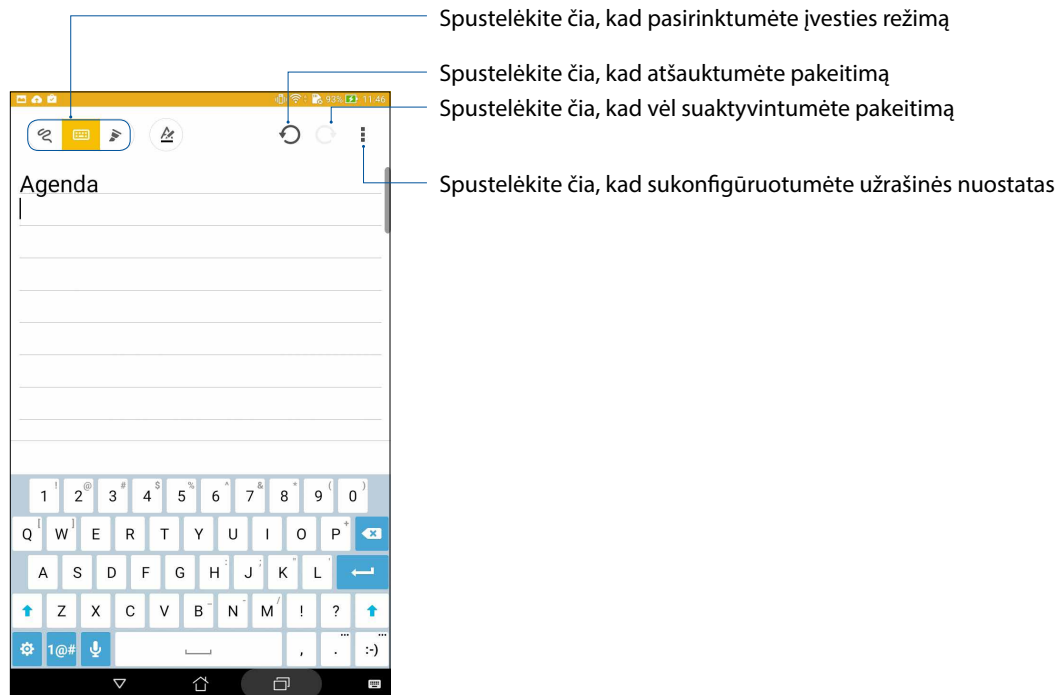 Spustelėkite čia, kad pasirinktumėte įvesties režimą
Spustelėkite čia, kad atšauktumėte pakeitimą
Spustelėkite čia, kad vėl suaktyvintumėte pakeitimą
Spustelėkite čia, kad sukonfigūruotumėte užrašinės nuostatas
93% 11:46
Agenda
1 ! 2 @ 3 # 4 $ 5 % 6 ^ 7 & 8 * 9 ( 0 )
Q [ W ] E R T Y U I O P +
A S D F G H : J ; K " L '
Z X C V B - N - M / ! ?
1@# , . ... :-) ...